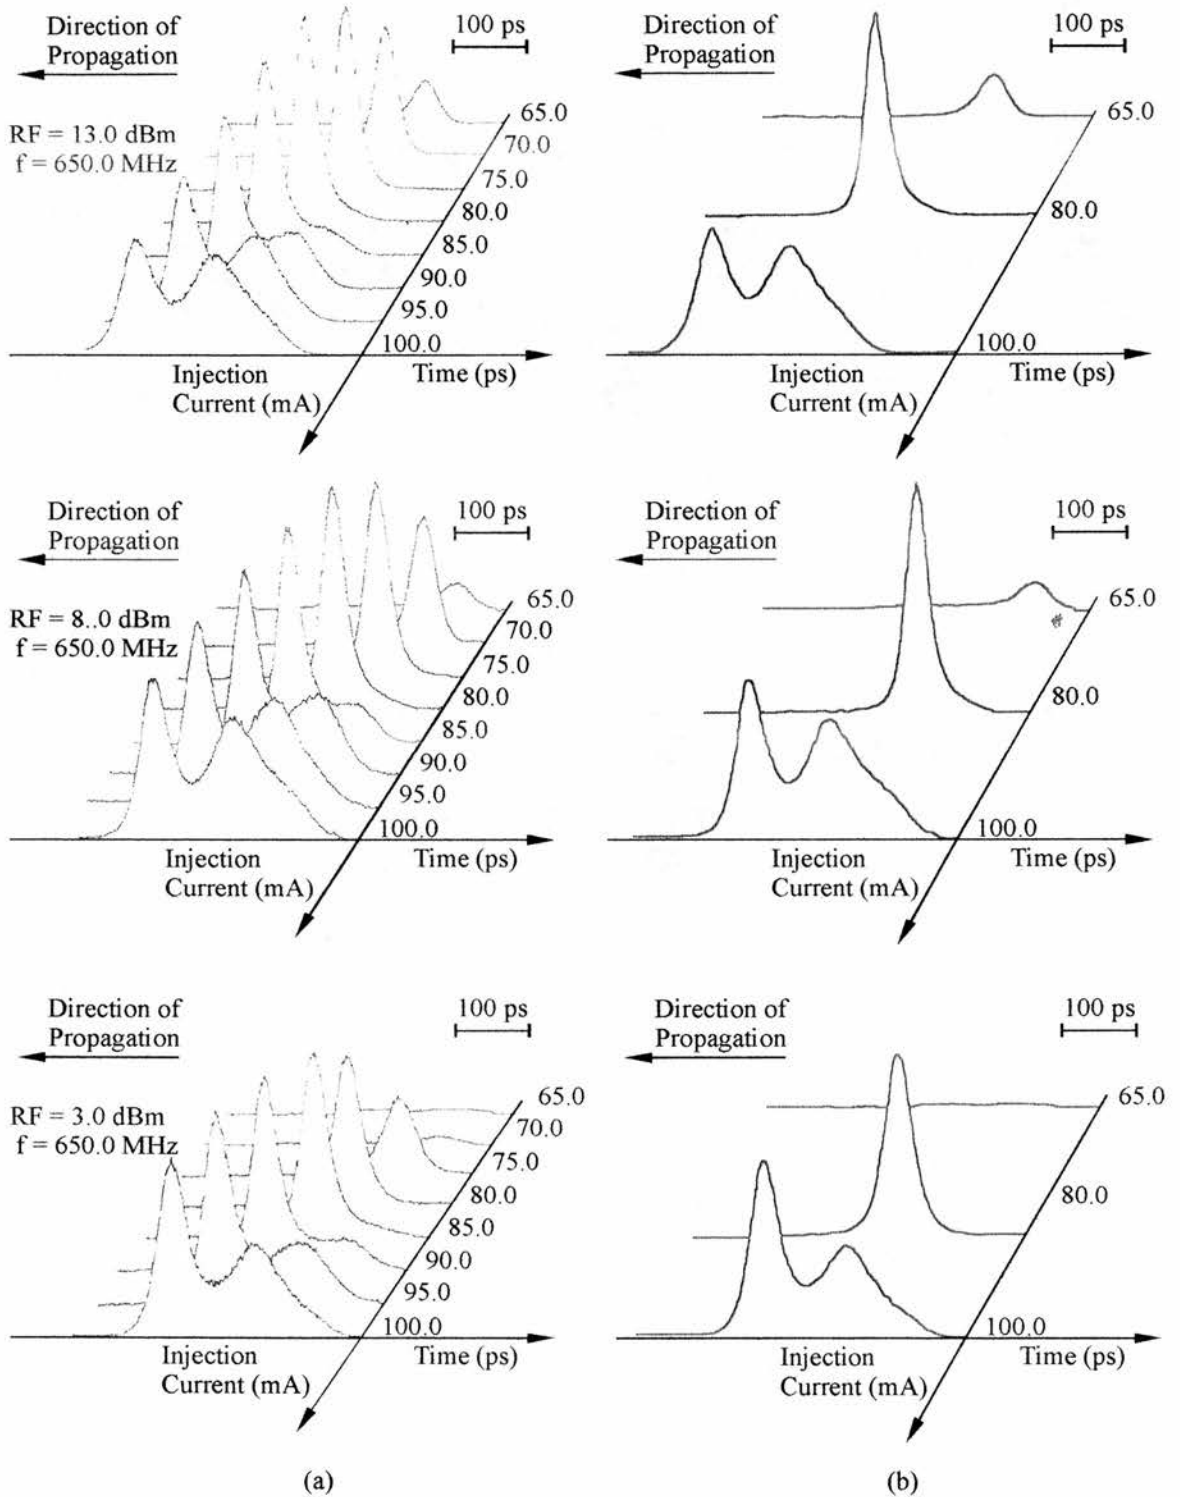 Direction of
Propagation
100 ps
RF = 13.0 dBm
f = 650.0 MHz
65.0
70.0
75.0
80.0
85.0
90.0
95.0
100.0
Injection
Current (mA)
Time (ps)
Direction of
Propagation
100 ps
65.0
80.0
100.0
Injection
Current (mA)
Time (ps)
Direction of
Propagation
100 ps
RF = 8..0 dBm
f = 650.0 MHz
65.0
70.0
75.0
80.0
85.0
90.0
95.0
100.0
Injection
Current (mA)
Time (ps)
Direction of
Propagation
100 ps
65.0
80.0
100.0
Injection
Current (mA)
Time (ps)
Direction of
Propagation
100 ps
RF = 3.0 dBm
f = 650.0 MHz
65.0
70.0
75.0
80.0
85.0
90.0
95.0
100.0
Injection
Current (mA)
Time (ps)
Direction of
Propagation
100 ps
65.0
80.0
100.0
Injection
Current (mA)
Time (ps)
(a)
(b)